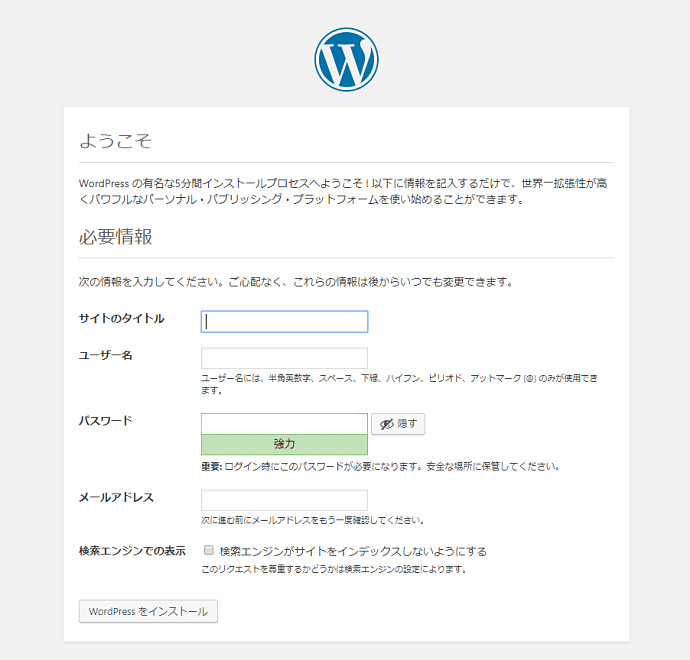 ようこそ
WordPress の有名な5分間インストールプロセスへようこそ ! 以下に情報を記入するだけで、世界一拡張性が高
くパワフルなパーソナル・パブリッシング・プラットフォームを使い始めることができます。
必要情報
次の情報を入力してください。ご心配なく、これらの情報は後からいつでも変更できます。
サイトのタイトル
ユーザー名
ユーザー名には、半角英数字、スペース、下線、ハイフン、ピリオド、アットマーク (@) のみが使用でき
ます。
パスワード
隠す
強力
重要: ログイン時にこのパスワードが必要になります。安全な場所に保管してください。
メールアドレス
次に進む前にメールアドレスをもう一度確認してください。
検索エンジンでの表示
検索エンジンがサイトをインデックスしないようにする
このリクエストを尊重するかどうかは検索エンジンの設定によります。
WordPress をインストール